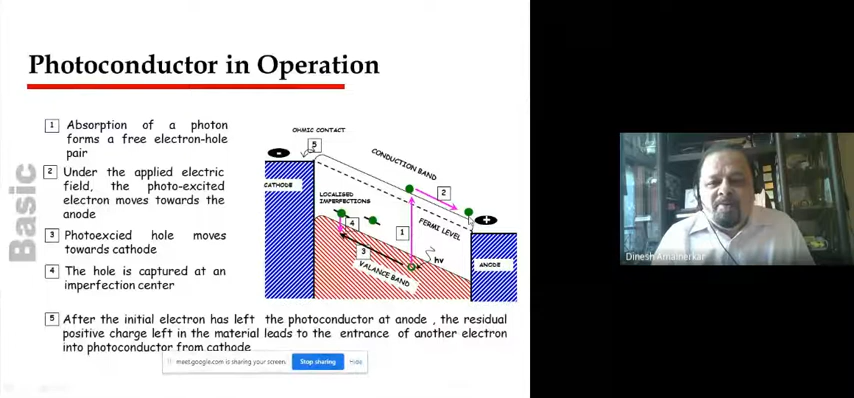 Photoconductor in Operation
Basic
1 Absorption of a photon
forms a free electron-hole
pair
2 Under the applied electric
field, the photo-excited
electron moves towards the
anode
3 Photoexcied hole moves
towards cathode
4 The hole is captured at an
imperfection center
5 After the initial electron has left the photoconductor at anode , the residual
positive charge left in the material leads to the entrance of another electron
into photoconductor from cathode
OHMIC CONTACT
5
-
CATHODE
CONDUCTION BAND
2
LOCALISED
IMPERFECTIONS
+
4
FERMI LEVEL
1
3
hv
VALANCE BAND
ANODE
meet.google.com is sharing your screen.
Stop sharing
Hide
Dinesh Amalnerkar